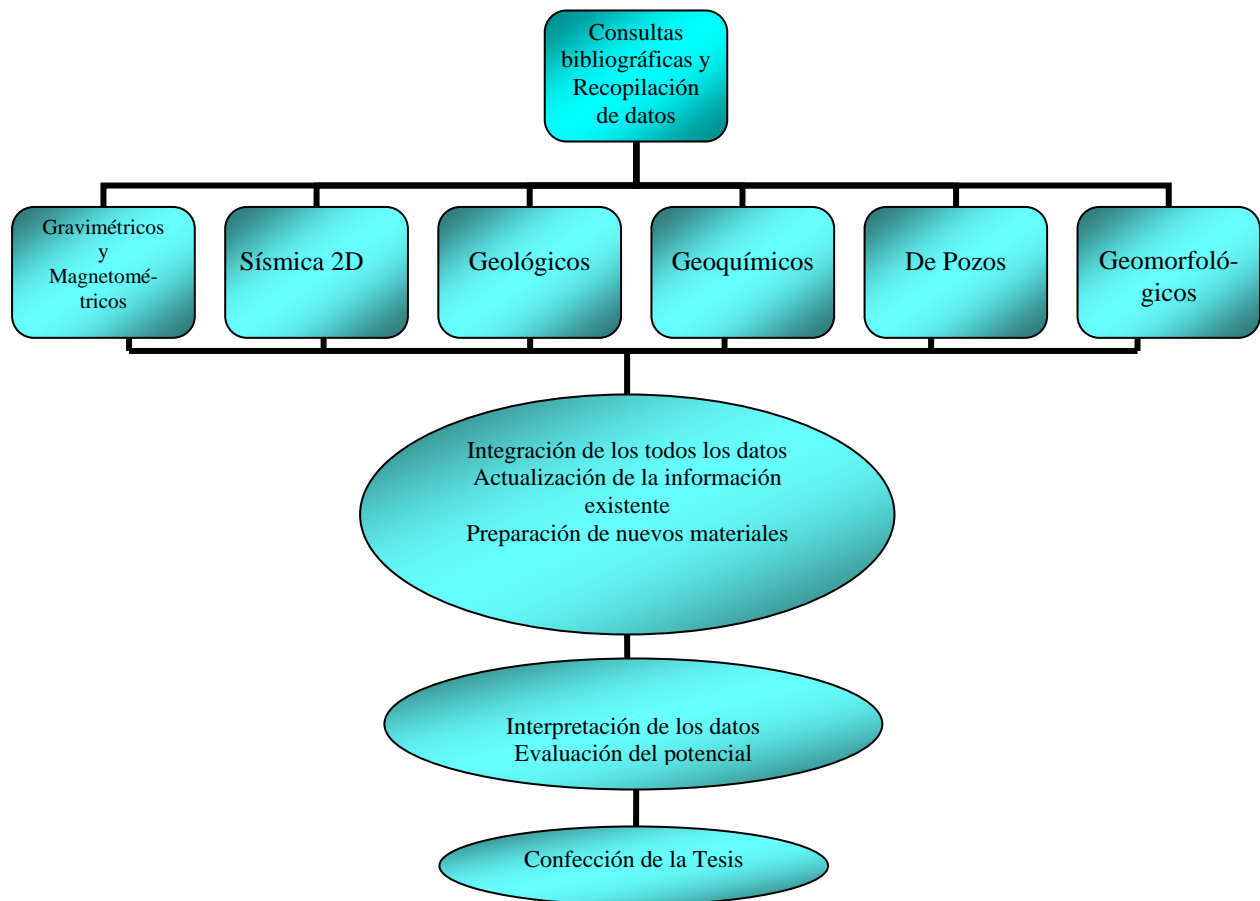 Consultas
bibliográficas y
Recopilación
de datos
Gravimétricos
y
Magnetomé-
tricos
Sísmica 2D
Geológicos
Geoquímicos
De Pozos
Geomorfoló-
gicos
Integración de los todos los datos
Actualización de la información
existente
Preparación de nuevos materiales
Interpretación de los datos
Evaluación del potencial
Confección de la Tesis